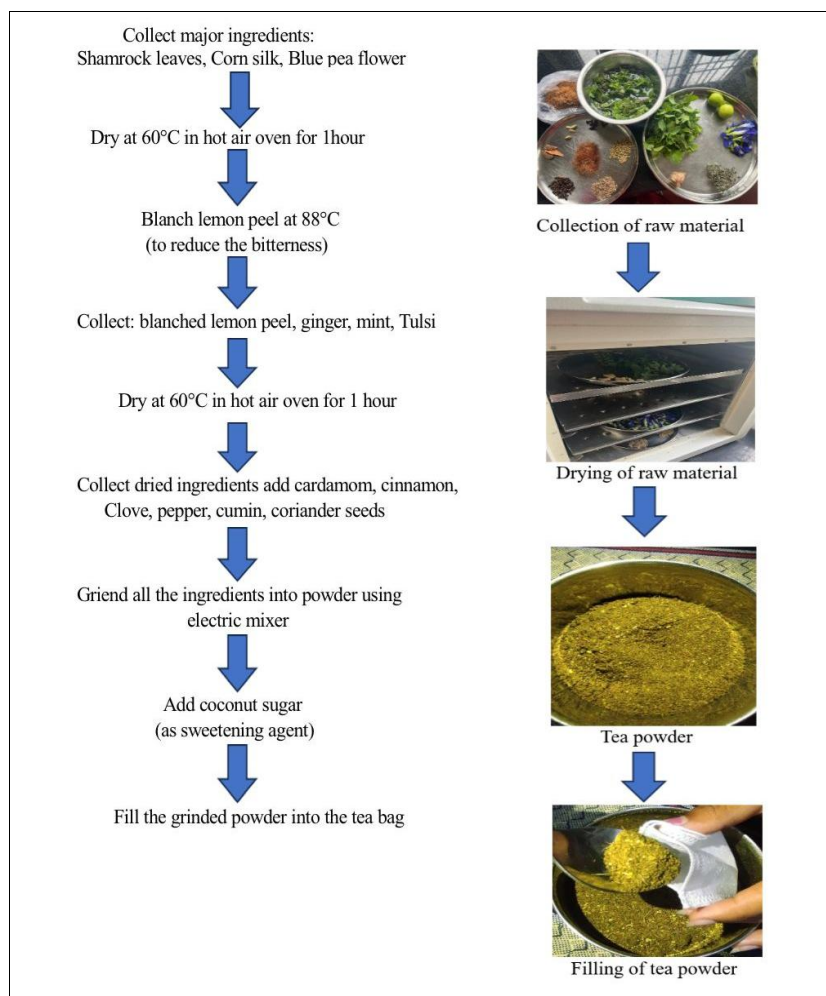 Collect major ingredients:
Shamrock leaves, Corn silk, Blue pea flower
Dry at 60°C in hot air oven for 1hour
Blanch lemon peel at 88°C
(to reduce the bitterness)
Collect: blanched lemon peel, ginger, mint, Tulsi
Dry at 60°C in hot air oven for 1 hour
Collect dried ingredients add cardamom, cinnamon,
Clove, pepper, cumin, coriander seeds
Griend all the ingredients into powder using
electric mixer
Add coconut sugar
(as sweetening agent)
Fill the grinded powder into the tea bag
Collection of raw material
Drying of raw material
Tea powder
Filling of tea powder